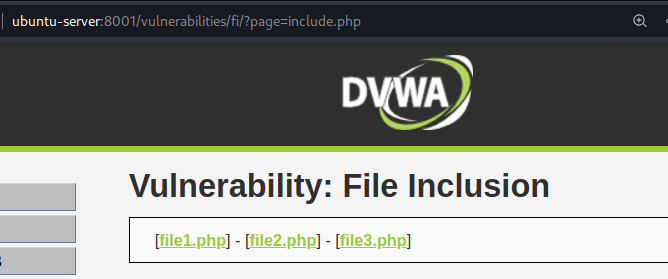 ubuntu-server:8001/vulnerabilities/fi/?page=include.php
DVWA
Vulnerability: File Inclusion
[file1.php] - [file2.php] - [file3.php]